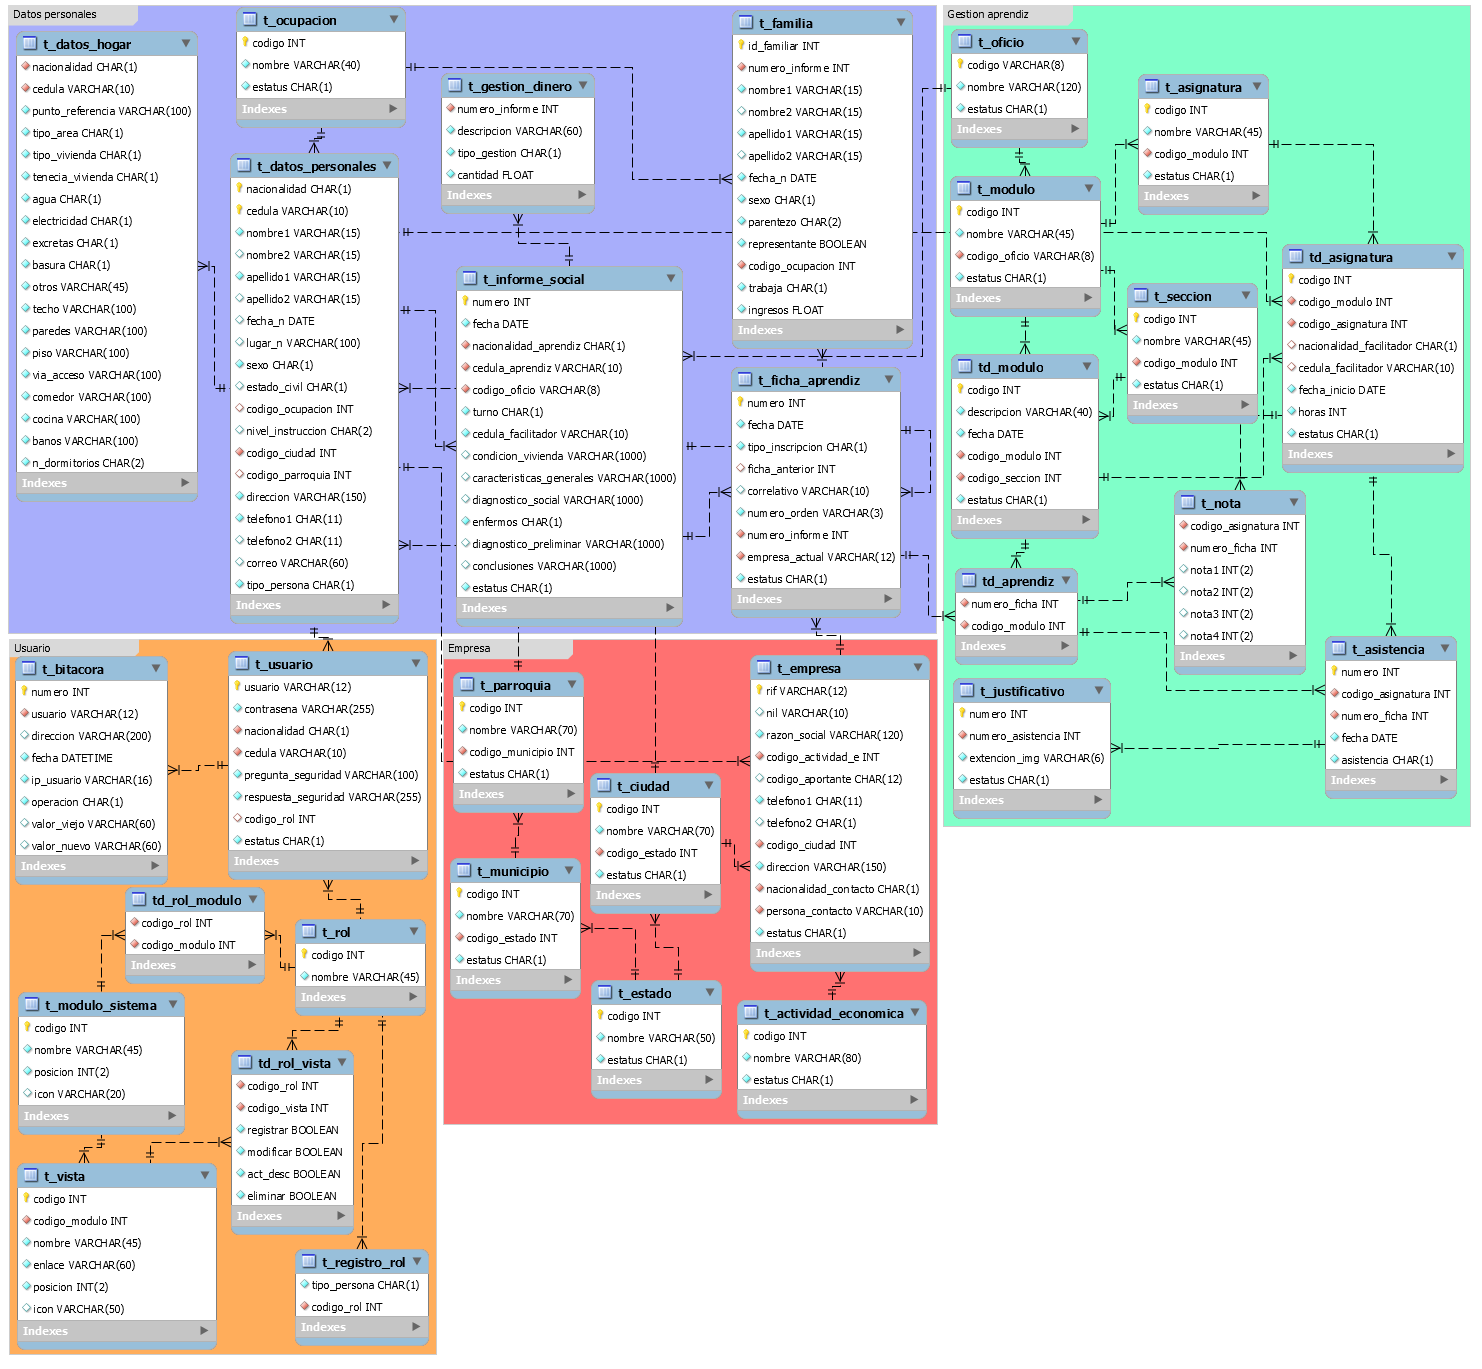 Datos personales
t_datos_hogar
nacionalidad CHAR(1)
cedula VARCHAR(10)
punto_referencia VARCHAR(100)
tipo_area CHAR(1)
tipo_vivienda CHAR(1)
tenecia_vivienda CHAR(1)
agua CHAR(1)
electricidad CHAR(1)
excretas CHAR(1)
basura CHAR(1)
otros VARCHAR(45)
techo VARCHAR(100)
paredes VARCHAR(100)
piso VARCHAR(100)
via_acceso VARCHAR(100)
comedor VARCHAR(100)
cocina VARCHAR(100)
banos VARCHAR(100)
n_dormitorios CHAR(2)
Indexes
t_ocupacion
codigo INT
nombre VARCHAR(40)
estatus CHAR(1)
Indexes
t_datos_personales
nacionalidad CHAR(1)
cedula VARCHAR(10)
nombre1 VARCHAR(15)
nombre2 VARCHAR(15)
apellido1 VARCHAR(15)
apellido2 VARCHAR(15)
fecha_n DATE
lugar_n VARCHAR(100)
sexo CHAR(1)
estado_civil CHAR(1)
codigo_ocupacion INT
nivel_instruccion CHAR(2)
codigo_ciudad INT
codigo_parroquia INT
direccion VARCHAR(150)
telefono1 CHAR(11)
telefono2 CHAR(11)
correo VARCHAR(60)
tipo_persona CHAR(1)
Indexes
t_gestion_dinero
numero_informe INT
descripcion VARCHAR(60)
tipo_gestion CHAR(1)
cantidad FLOAT
Indexes
t_informe_social
numero INT
fecha DATE
nacionalidad_aprendiz CHAR(1)
cedula_aprendiz VARCHAR(10)
codigo_oficio VARCHAR(8)
turno CHAR(1)
cedula_facilitador VARCHAR(10)
condicion_vivienda VARCHAR(1000)
caracteristicas_generales VARCHAR(1000)
diagnostico_social VARCHAR(1000)
enfermos CHAR(1)
diagnostico_preliminar VARCHAR(1000)
conclusiones VARCHAR(1000)
estatus CHAR(1)
Indexes
t_familia
id_familiar INT
numero_informe INT
nombre1 VARCHAR(15)
nombre2 VARCHAR(15)
apellido1 VARCHAR(15)
apellido2 VARCHAR(15)
fecha_n DATE
sexo CHAR(1)
parentezo CHAR(2)
representante BOOLEAN
codigo_ocupacion INT
trabaja CHAR(1)
ingresos FLOAT
Indexes
t_ficha_aprendiz
numero INT
fecha DATE
tipo_inscripcion CHAR(1)
ficha_anterior INT
correlativo VARCHAR(10)
numero_orden VARCHAR(3)
numero_informe INT
empresa_actual VARCHAR(12)
estatus CHAR(1)
Indexes
Gestion aprendiz
t_oficio
codigo VARCHAR(8)
nombre VARCHAR(120)
estatus CHAR(1)
Indexes
t_modulo
codigo INT
nombre VARCHAR(45)
codigo_oficio VARCHAR(8)
estatus CHAR(1)
Indexes
td_modulo
codigo INT
descripcion VARCHAR(40)
fecha DATE
codigo_modulo INT
codigo_seccion INT
estatus CHAR(1)
Indexes
td_aprendiz
numero_ficha INT
codigo_modulo INT
Indexes
t_justificativo
numero INT
numero_asistencia INT
extencion_img VARCHAR(6)
estatus CHAR(1)
Indexes
t_asignatura
codigo INT
nombre VARCHAR(45)
codigo_modulo INT
estatus CHAR(1)
Indexes
t_seccion
codigo INT
nombre VARCHAR(45)
codigo_modulo INT
estatus CHAR(1)
Indexes
t_nota
codigo_asignatura INT
numero_ficha INT
nota1 INT(2)
nota2 INT(2)
nota3 INT(2)
nota4 INT(2)
Indexes
td_asignatura
codigo INT
codigo_modulo INT
codigo_asignatura INT
nacionalidad_facilitador CHAR(1)
cedula_facilitador VARCHAR(10)
fecha_inicio DATE
horas INT
estatus CHAR(1)
Indexes
t_asistencia
numero INT
codigo_asignatura INT
numero_ficha INT
fecha DATE
asistencia CHAR(1)
Indexes
Usuario
t_bitacora
numero INT
usuario VARCHAR(12)
direccion VARCHAR(200)
fecha DATETIME
ip_usuario VARCHAR(16)
operacion CHAR(1)
valor_viejo VARCHAR(60)
valor_nuevo VARCHAR(60)
Indexes
t_usuario
usuario VARCHAR(12)
contrasena VARCHAR(255)
nacionalidad CHAR(1)
cedula VARCHAR(10)
pregunta_seguridad VARCHAR(100)
respuesta_seguridad VARCHAR(255)
codigo_rol INT
estatus CHAR(1)
Indexes
td_rol_modulo
codigo_rol INT
codigo_modulo INT
Indexes
t_rol
codigo INT
nombre VARCHAR(45)
Indexes
t_modulo_sistema
codigo INT
nombre VARCHAR(45)
posicion INT(2)
icon VARCHAR(20)
Indexes
td_rol_vista
codigo_rol INT
codigo_vista INT
registrar BOOLEAN
modificar BOOLEAN
act_desc BOOLEAN
eliminar BOOLEAN
Indexes
t_vista
codigo INT
codigo_modulo INT
nombre VARCHAR(45)
enlace VARCHAR(60)
posicion INT(2)
icon VARCHAR(50)
Indexes
t_registro_rol
tipo_persona CHAR(1)
codigo_rol INT
Indexes
Empresa
t_parroquia
codigo INT
nombre VARCHAR(70)
codigo_municipio INT
estatus CHAR(1)
Indexes
t_municipio
codigo INT
nombre VARCHAR(70)
codigo_estado INT
estatus CHAR(1)
Indexes
t_ciudad
codigo INT
nombre VARCHAR(70)
codigo_estado INT
estatus CHAR(1)
Indexes
t_estado
codigo INT
nombre VARCHAR(50)
estatus CHAR(1)
Indexes
t_empresa
rif VARCHAR(12)
nil VARCHAR(10)
razon_social VARCHAR(120)
codigo_actividad_e INT
codigo_aportante CHAR(12)
telefono1 CHAR(11)
telefono2 CHAR(1)
codigo_ciudad INT
direccion VARCHAR(150)
nacionalidad_contacto CHAR(1)
persona_contacto VARCHAR(10)
estatus CHAR(1)
Indexes
t_actividad_economica
codigo INT
nombre VARCHAR(80)
estatus CHAR(1)
Indexes